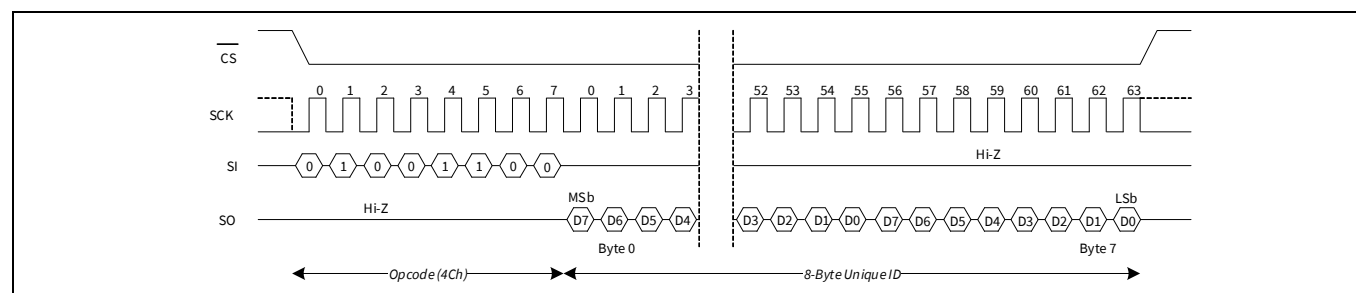 CS
0 1 2 3 4 5 6 7 0 1 2 3 52 53 54 55 56 57 58 59 60 61 62 63
SCK
Hi-Z
SI 0 1 0 0 1 1 0 0
Hi-Z MSb LSb
SO D7 D6 D5 D4 D3 D2 D1 D0 D7 D6 D5 D4 D3 D2 D1 D0
Byte 0 Byte 7
Opcode (4Ch) 8-Byte Unique ID